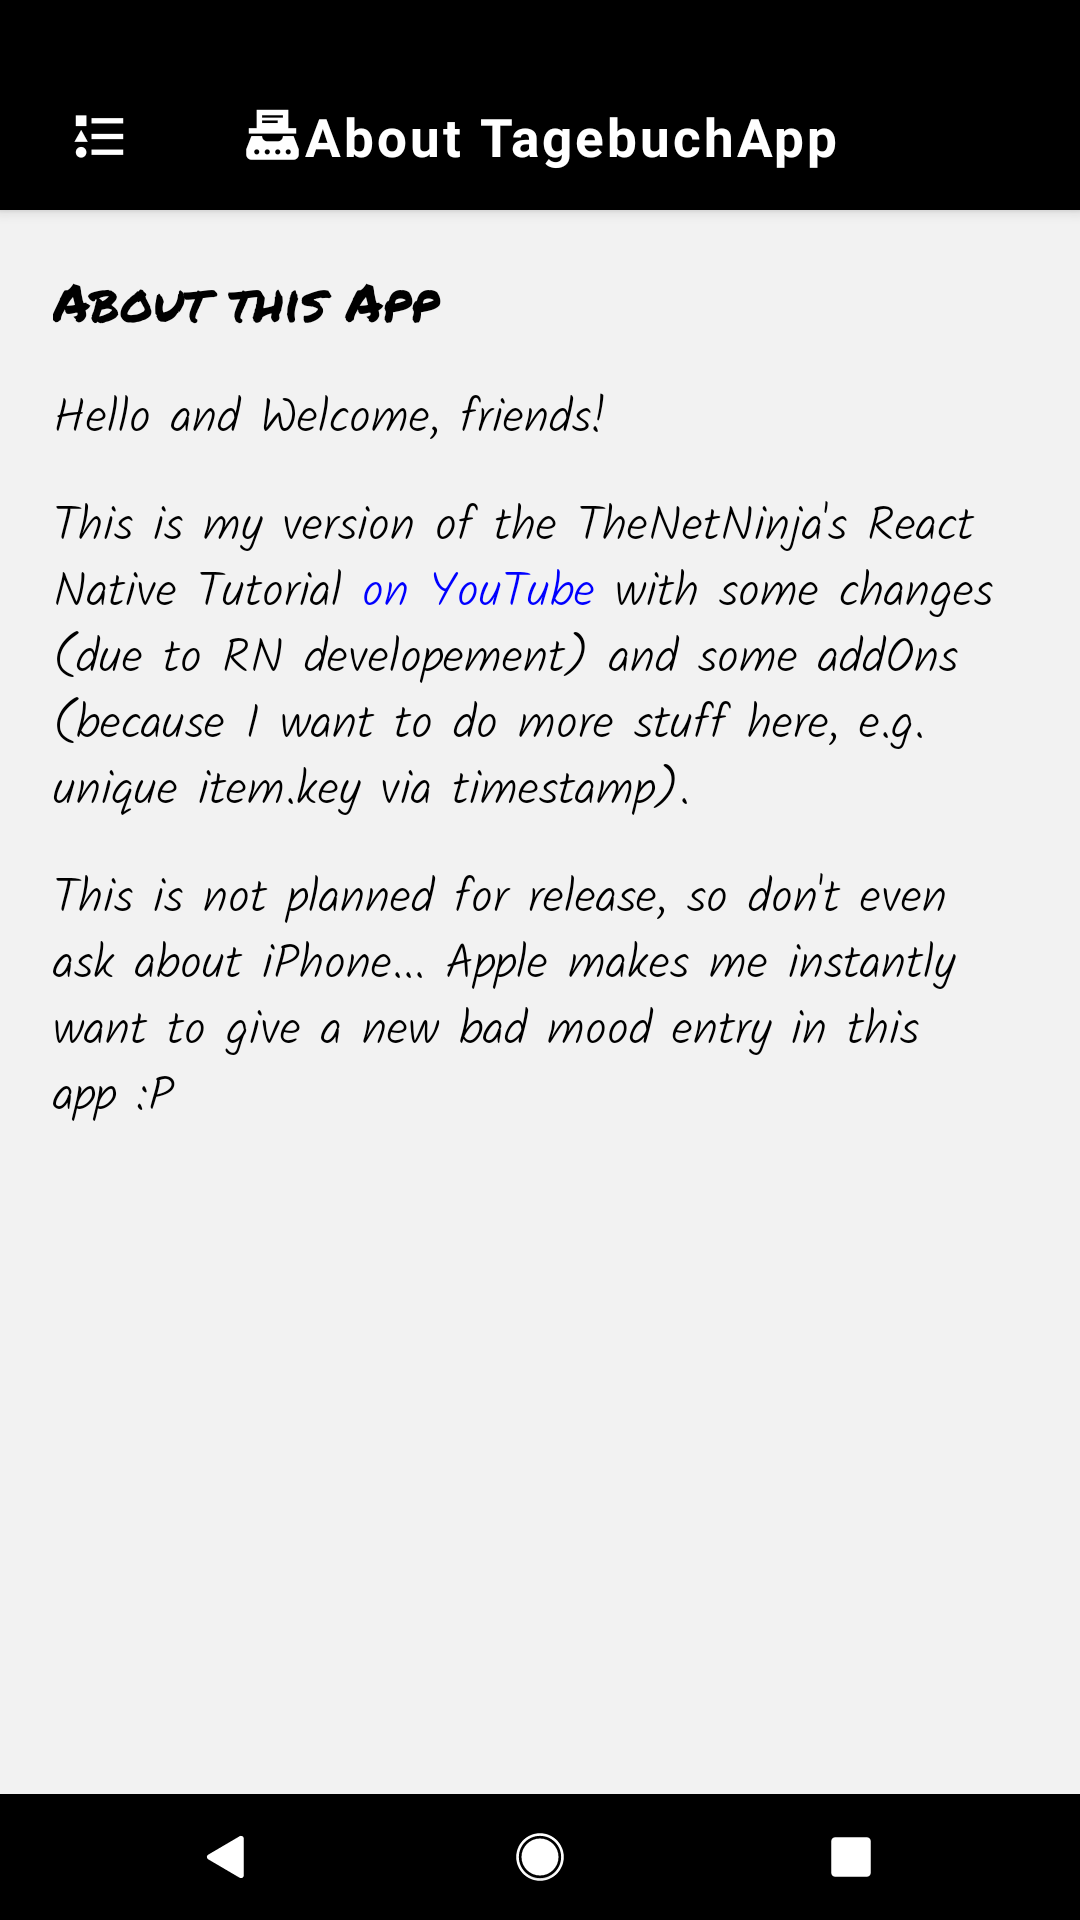 About TagebuchApp
About this App
Hello and Welcome, friends!
This is my version of the TheNetNinja's React
Native Tutorial on YouTube with some changes
(due to RN developement) and some addOns
(because I want to do more stuff here, e.g.
unique item.key via timestamp).
This is not planned for release, so don't even
ask about iPhone... Apple makes me instantly
want to give a new bad mood entry in this
app :P